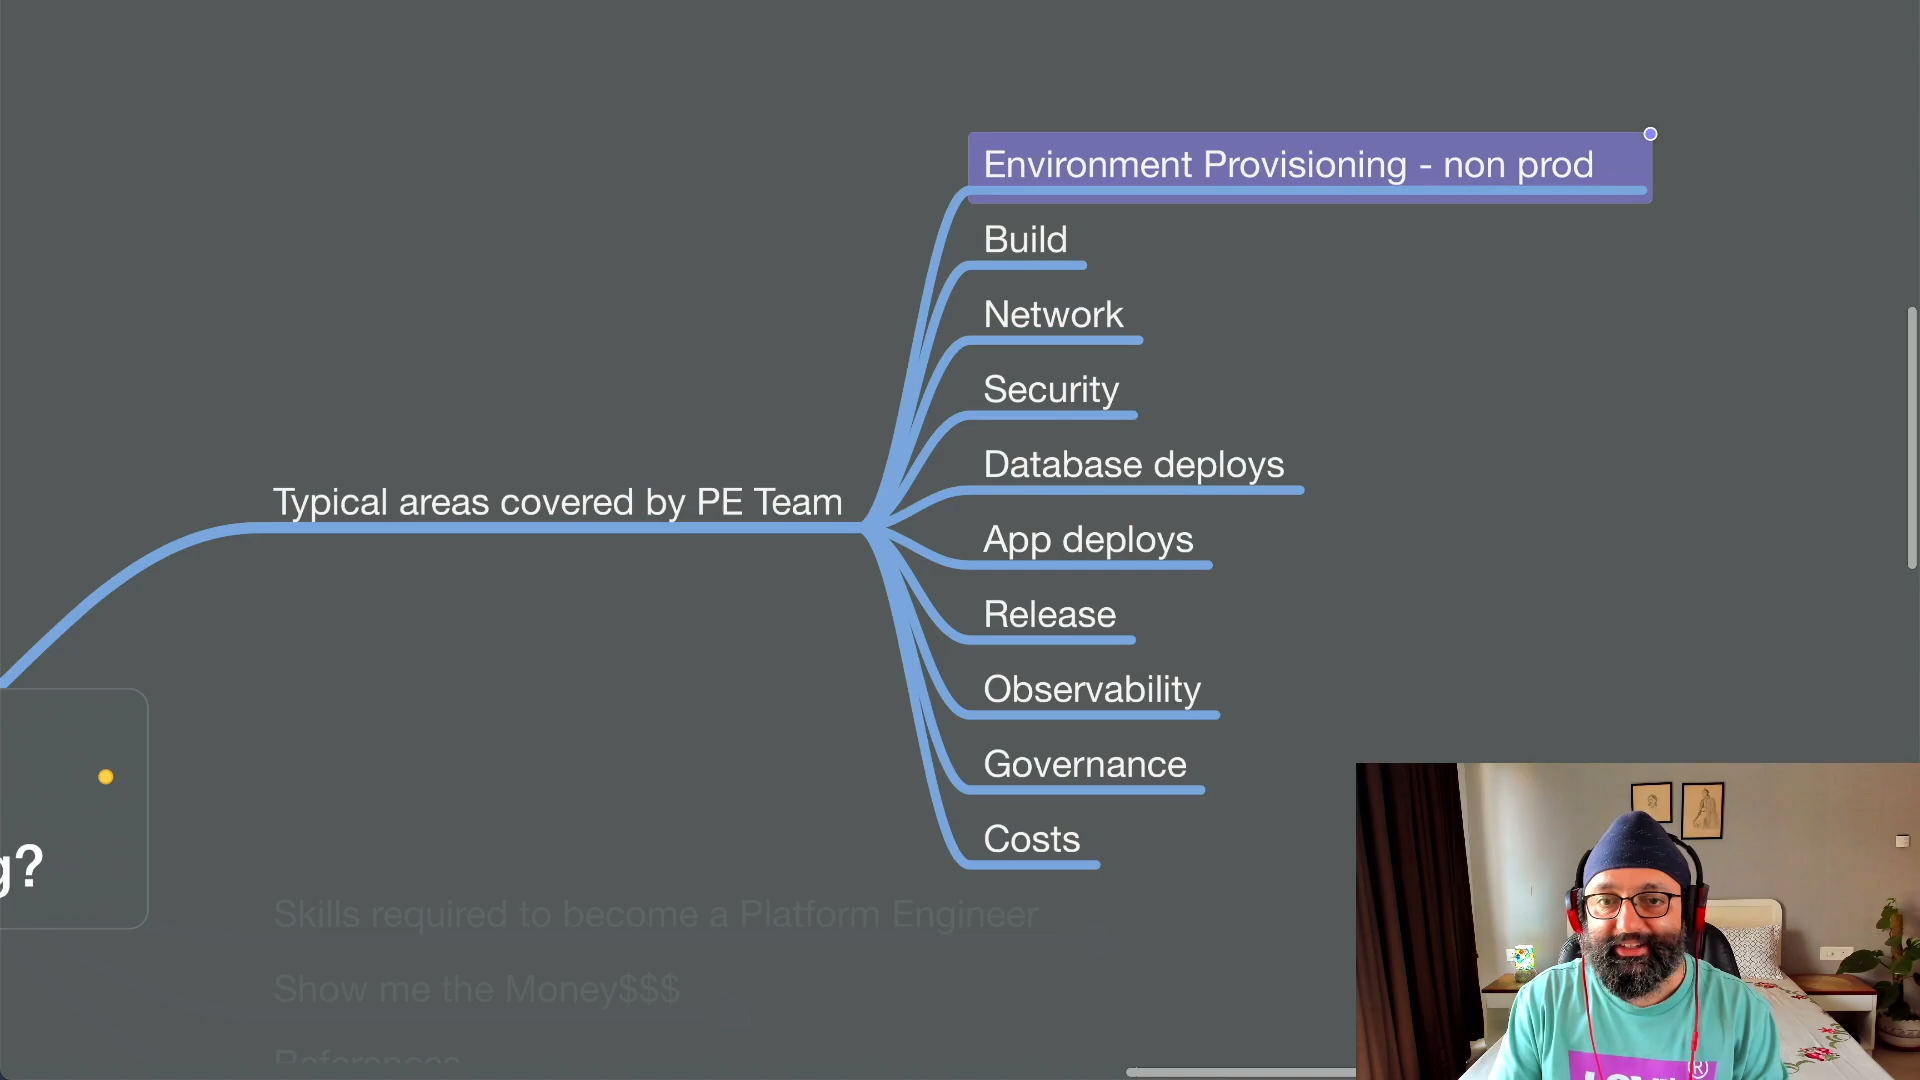 Environment Provisioning - non prod
Build
Network
Security
Database deploys
Typical areas covered by PE Team
App deploys
Release
Observability
Governance
g?
Costs
Skills required to become a Platform Engineer
Show me the Money$$$
References